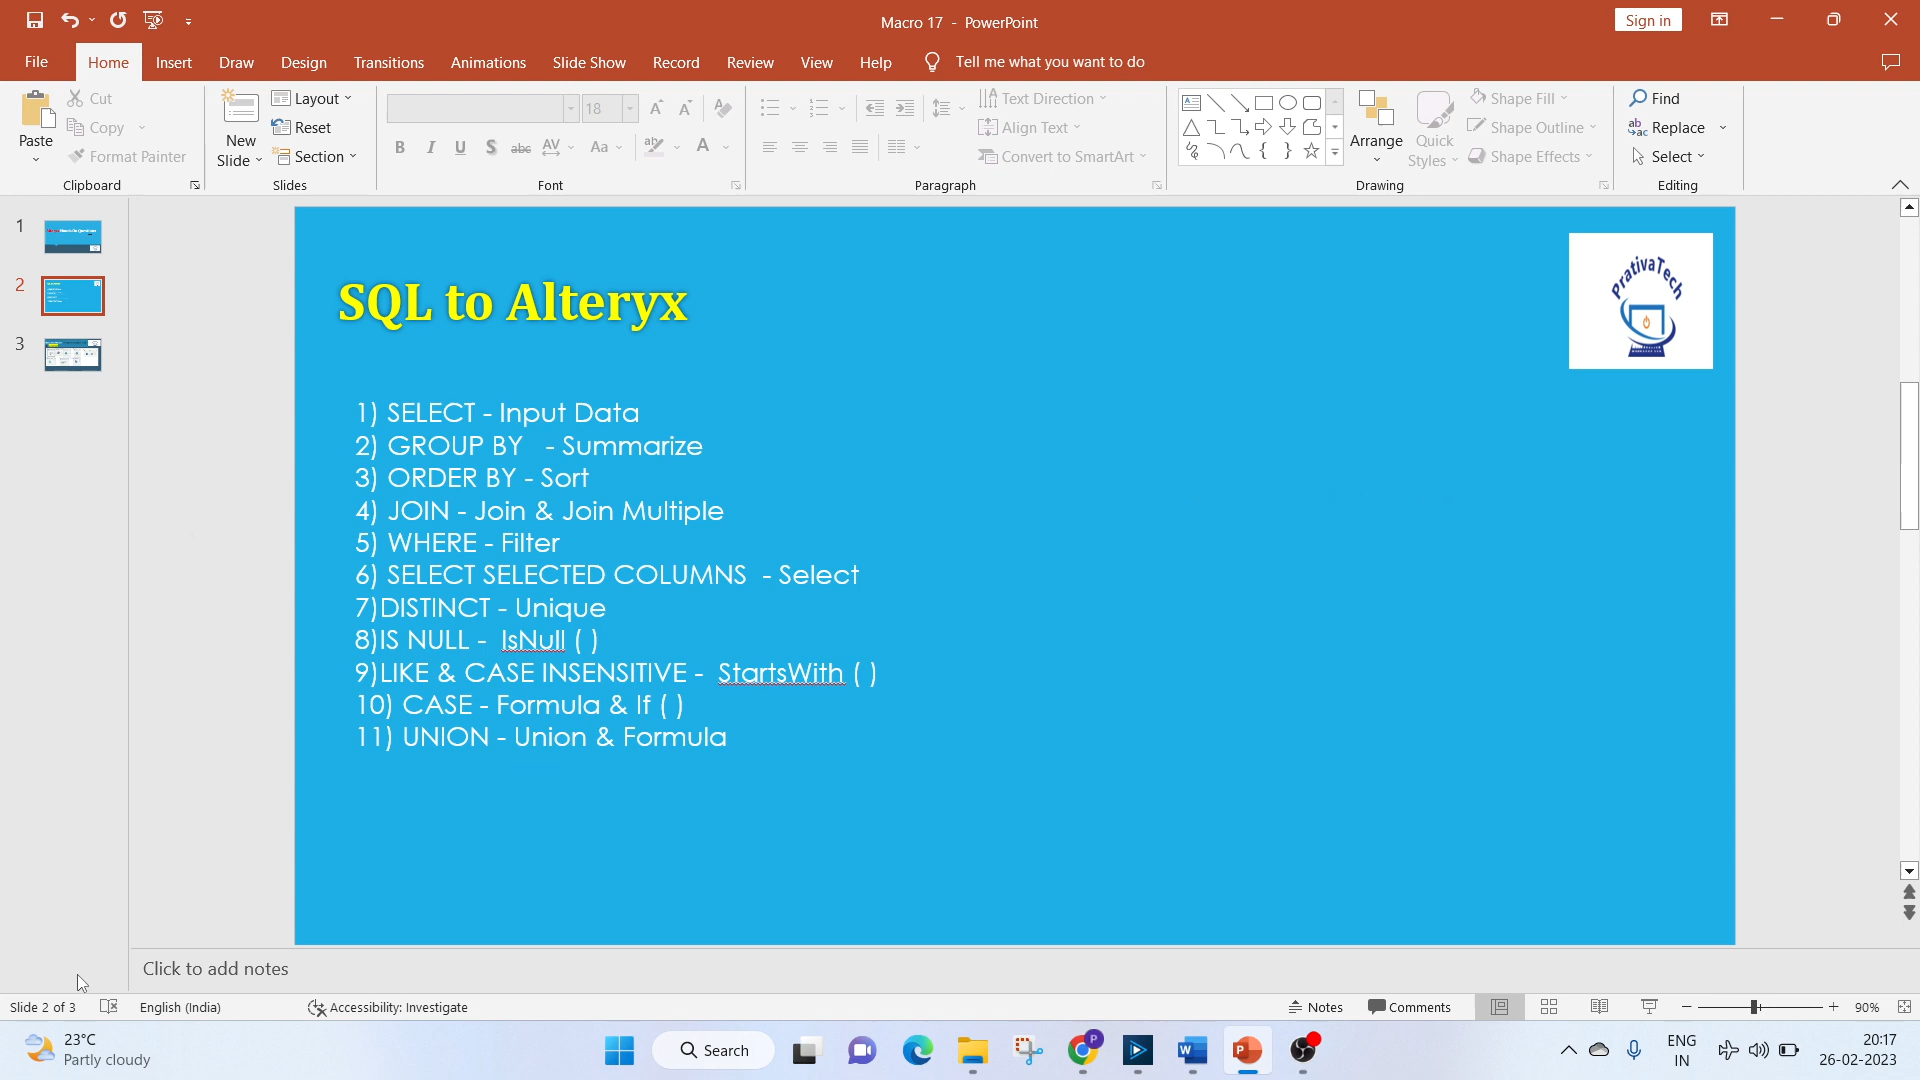 Macro 17 - PowerPoint
Sign in
File Home Insert Draw Design Transitions Animations Slide Show Record Review View Help Tell me what you want to do
Paste
Cut
Copy
Format Painter
Clipboard
New Slide
Layout
Reset
Section
Slides
18
B I U S abc AV Aa A
Font
Text Direction
Align Text
Convert to SmartArt
Paragraph
Arrange
Quick Styles
Shape Fill
Shape Outline
Shape Effects
Drawing
Find
Replace
Select
Editing
1
2
3
SQL to Alteryx
PrativaTech
1) SELECT - Input Data
2) GROUP BY - Summarize
3) ORDER BY - Sort
4) JOIN - Join & Join Multiple
5) WHERE - Filter
6) SELECT SELECTED COLUMNS - Select
7)DISTINCT - Unique
8)IS NULL - IsNull ( )
9)LIKE & CASE INSENSITIVE - StartsWith ( )
10) CASE - Formula & If ( )
11) UNION - Union & Formula
Click to add notes
Slide 2 of 3 English (India) Accessibility: Investigate Notes Comments 90%
23°C
Partly cloudy
Search
ENG
IN
20:17
26-02-2023